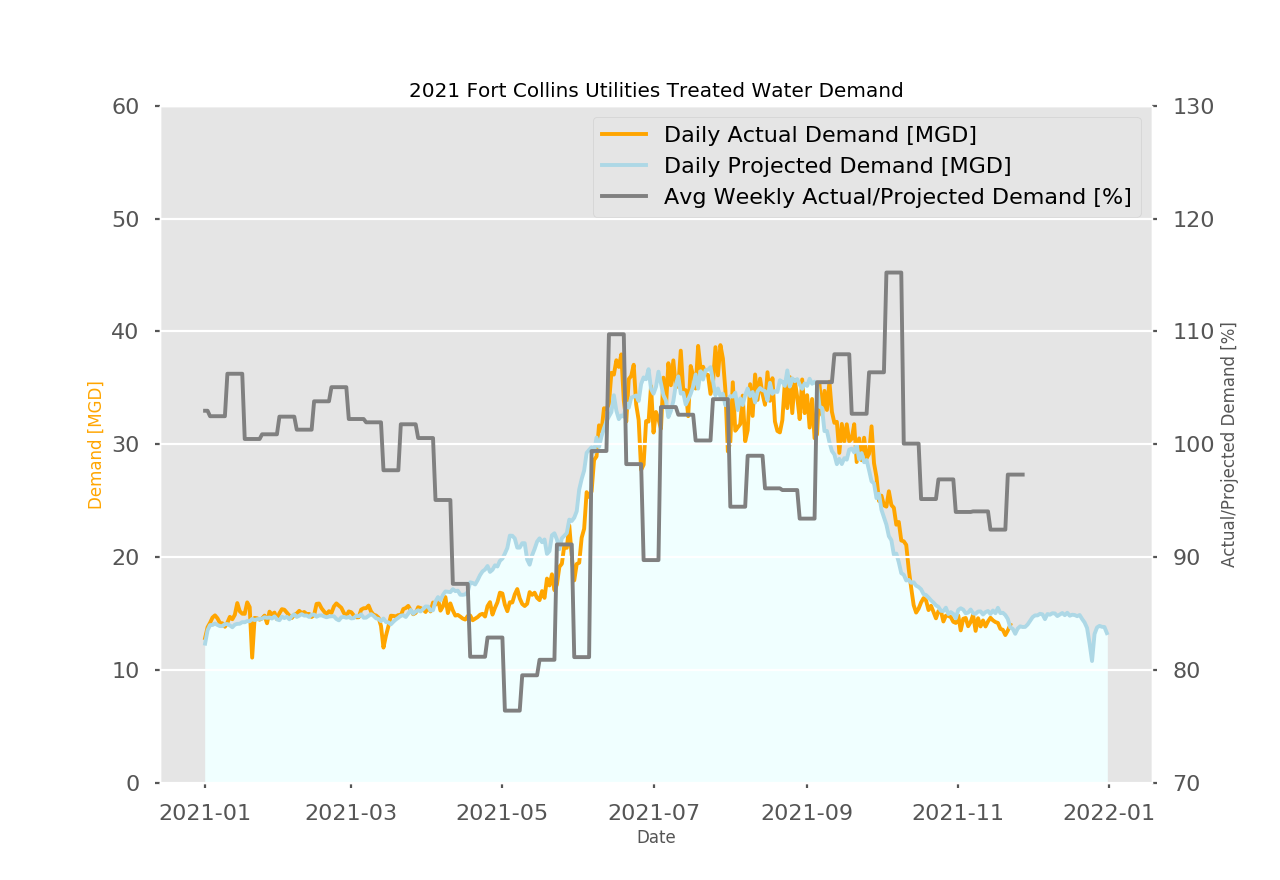 2021 Fort Collins Utilities Treated Water Demand
Daily Actual Demand [MGD]
Daily Projected Demand [MGD]
Avg Weekly Actual/Projected Demand [%]
60
50
40
30
20
10
0
Demand [MGD]
130
120
110
100
90
80
70
Actual/Projected Demand [%]
2021-01 2021-03 2021-05 2021-07 2021-09 2021-11 2022-01
Date